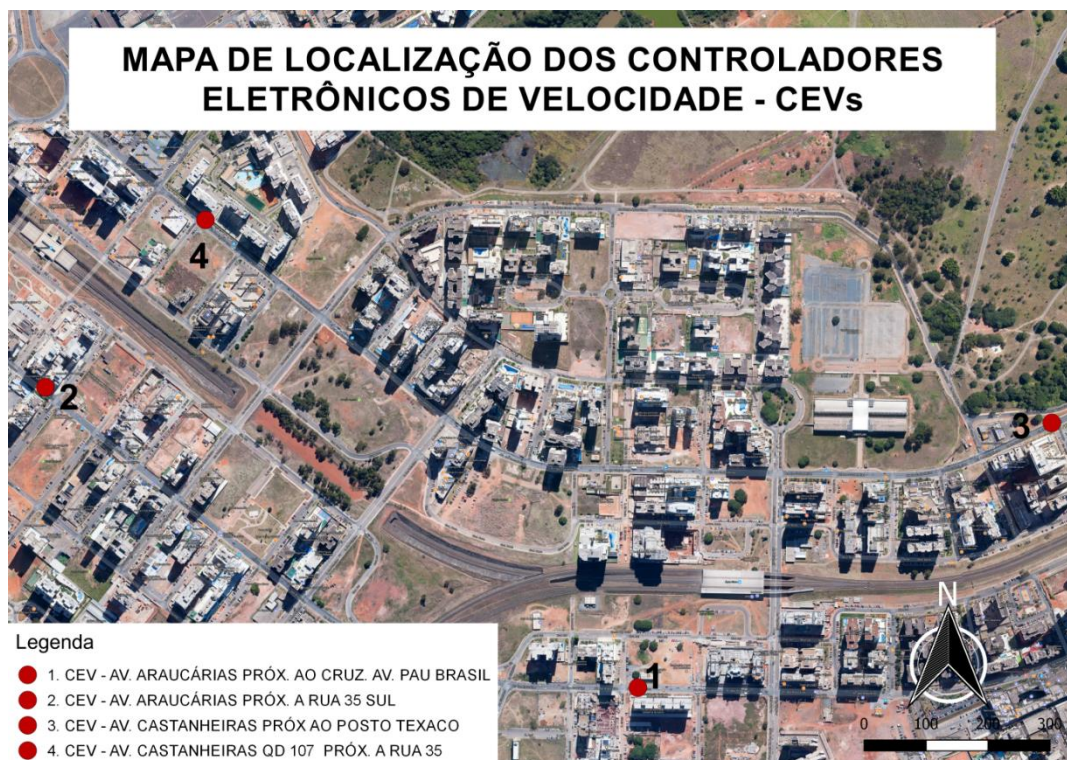 MAPA DE LOCALIZAÇÃO DOS CONTROLADORES
ELETRÔNICOS DE VELOCIDADE - CEVs
4
2
3
1
N
0 100 200 300
Legenda
1. CEV - AV. ARAUCÁRIAS PRÓX. AO CRUZ. AV. PAU BRASIL
2. CEV - AV. ARAUCÁRIAS PRÓX. A RUA 35 SUL
3. CEV - AV. CASTANHEIRAS PRÓX AO POSTO TEXACO
4. CEV - AV. CASTANHEIRAS QD 107 PRÓX. A RUA 35